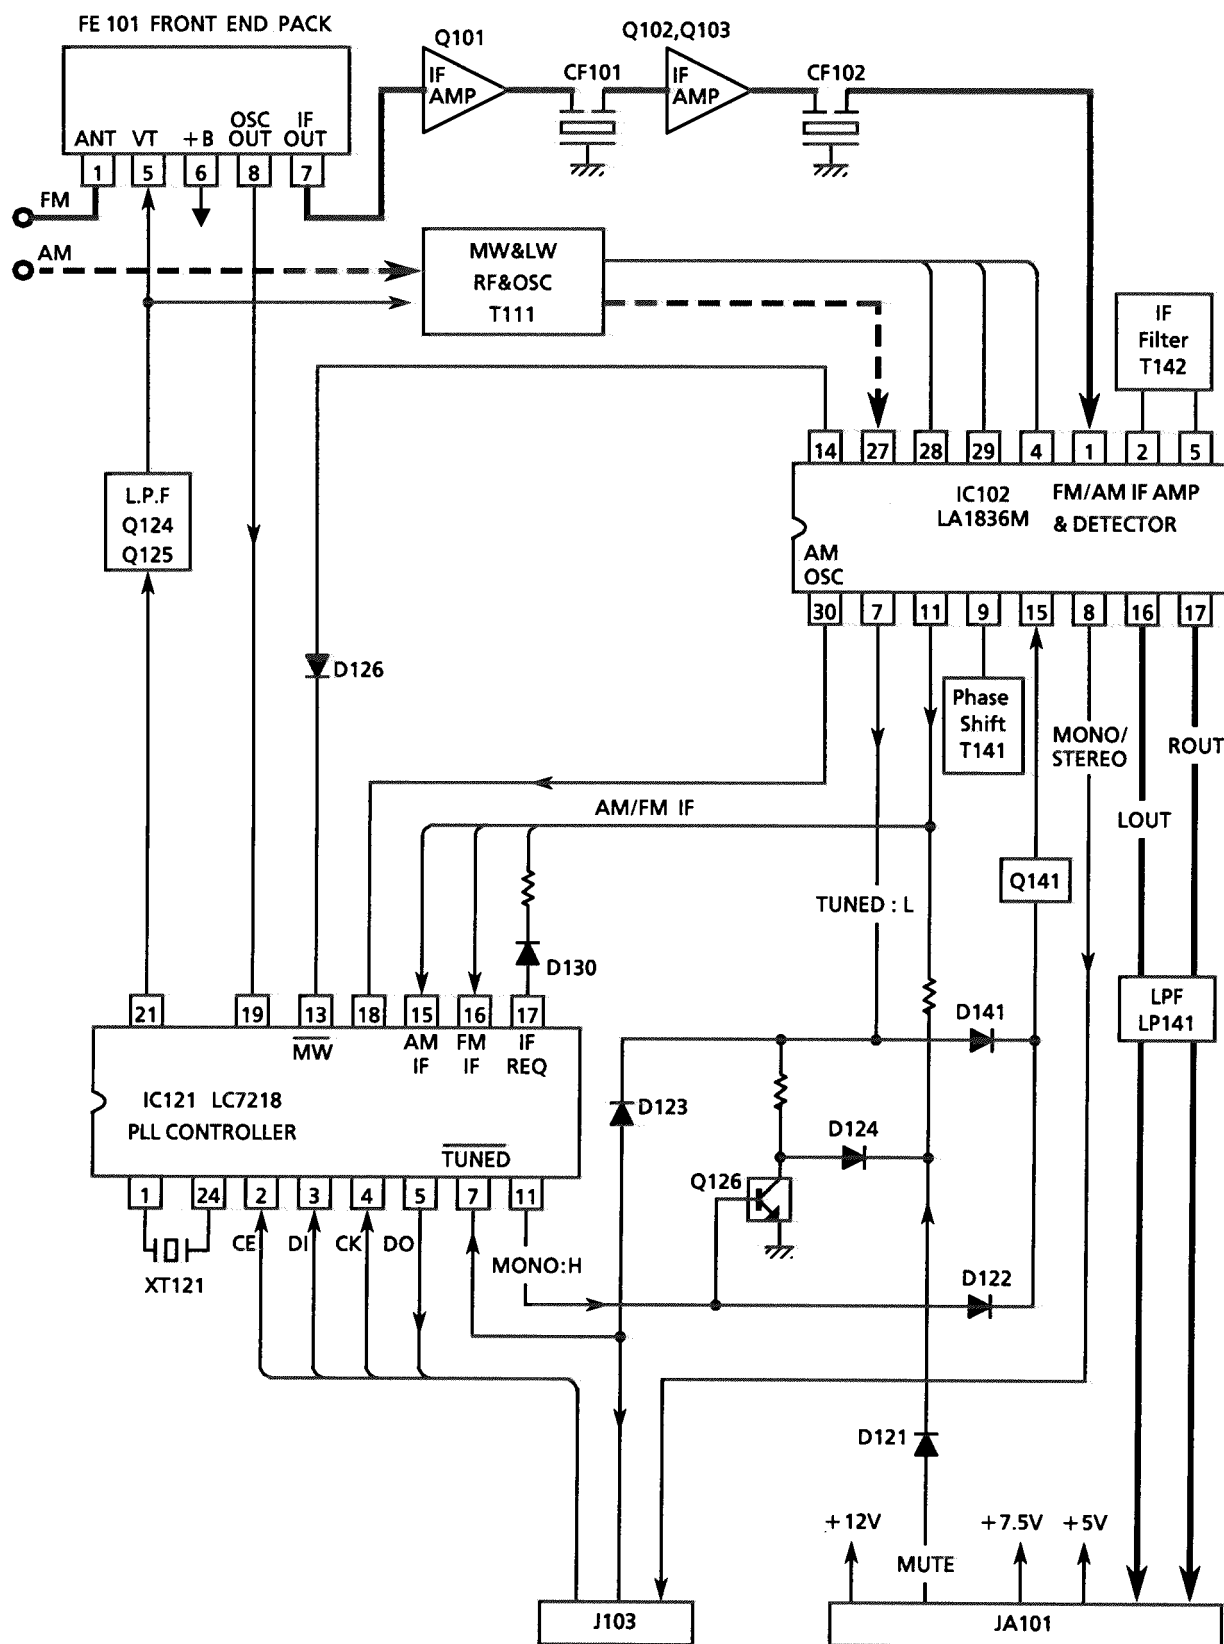 FE 101 FRONT END PACK
Q101
Q102,Q103
IF
AMP
CF101
IF
AMP
CF102
OSC IF
ANT VT +B OUT OUT
1 5 6 8 7
FM
AM
MW&LW
RF&OSC
T111
IF
Filter
T142
14 27 28 29 4 1 2 5
L.P.F
Q124
Q125
IC102
LA1836M
FM/AM IF AMP
& DETECTOR
AM
OSC
30 7 11 9 15 8 16 17
D126
Phase
Shift
T141
MONO/
STEREO
ROUT
AM/FM IF
LOUT
Q141
TUNED : L
D130
21 19 13 18 15 16 17
LPF
LP141
MW
AM
IF
FM
IF
IF
REQ
D141
IC121 LC7218
PLL CONTROLLER
D123
TUNED
D124
Q126
1 24 2 3 4 5 7 11
CE DI CK DO
XT121
MONO:H
D122
D121
+12V
+7.5V
+5V
MUTE
J103
JA101